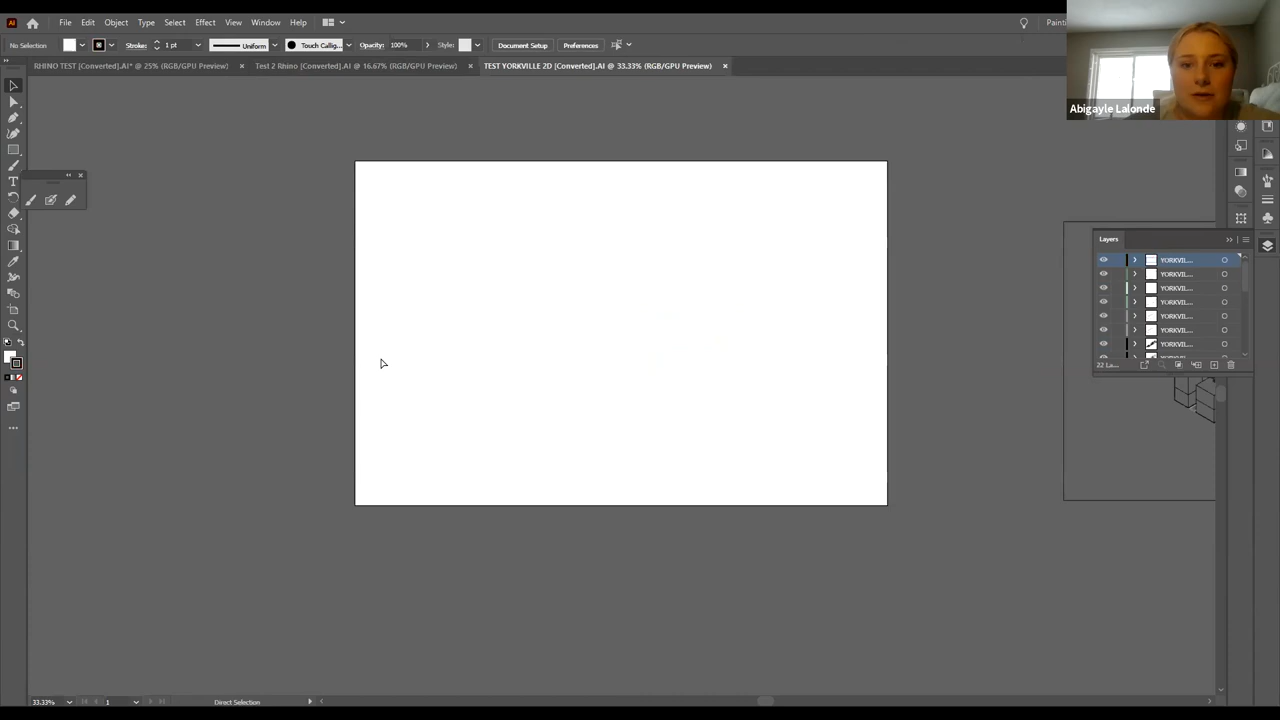 Ai File Edit Object Type Select Effect View Window Help
No Selection Stroke: 1 pt Uniform Touch Callig... Opacity: 100% Style: Document Setup Preferences
RHINO TEST [Converted].AI* @ 25% (RGB/GPU Preview) × Test 2 Rhino [Converted].AI @ 16.67% (RGB/GPU Preview) × TEST YORKVILLE 2D [Converted].AI @ 33.33% (RGB/GPU Preview) ×
Abigayle Lalonde
Layers
YORKVIL...
YORKVIL...
YORKVIL...
YORKVIL...
YORKVIL...
YORKVIL...
YORKVIL...
22 La...
33.33% 1 Direct Selection